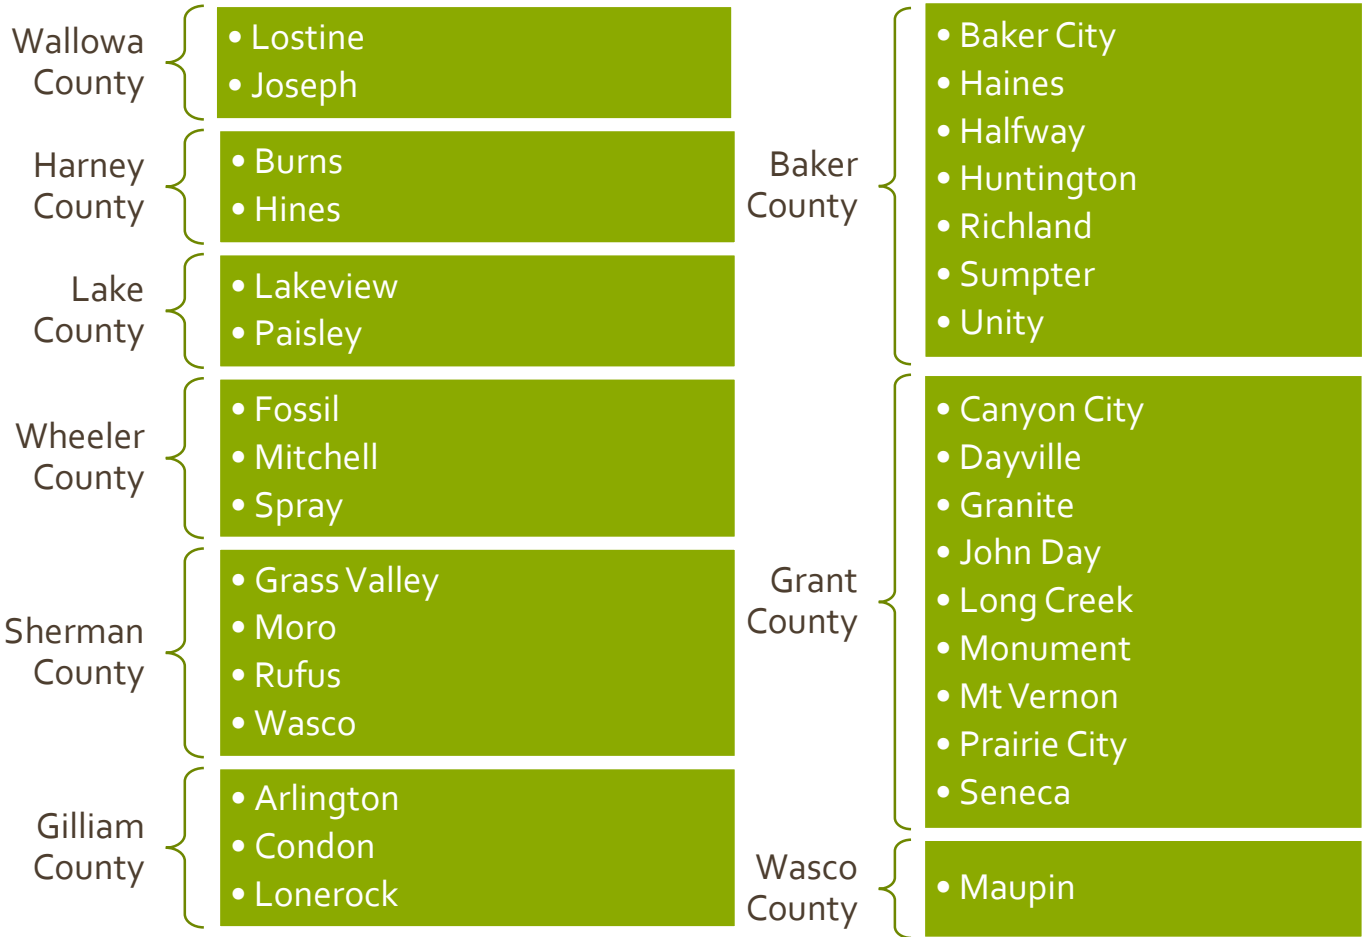 Wallowa
County
• Lostine
• Joseph
Harney
County
• Burns
• Hines
Lake
County
• Lakeview
• Paisley
Wheeler
County
• Fossil
• Mitchell
• Spray
Sherman
County
• Grass Valley
• Moro
• Rufus
• Wasco
Gilliam
County
• Arlington
• Condon
• Lonerock
Baker
County
• Baker City
• Haines
• Halfway
• Huntington
• Richland
• Sumpter
• Unity
Grant
County
• Canyon City
• Dayville
• Granite
• John Day
• Long Creek
• Monument
• Mt Vernon
• Prairie City
• Seneca
Wasco
County
• Maupin